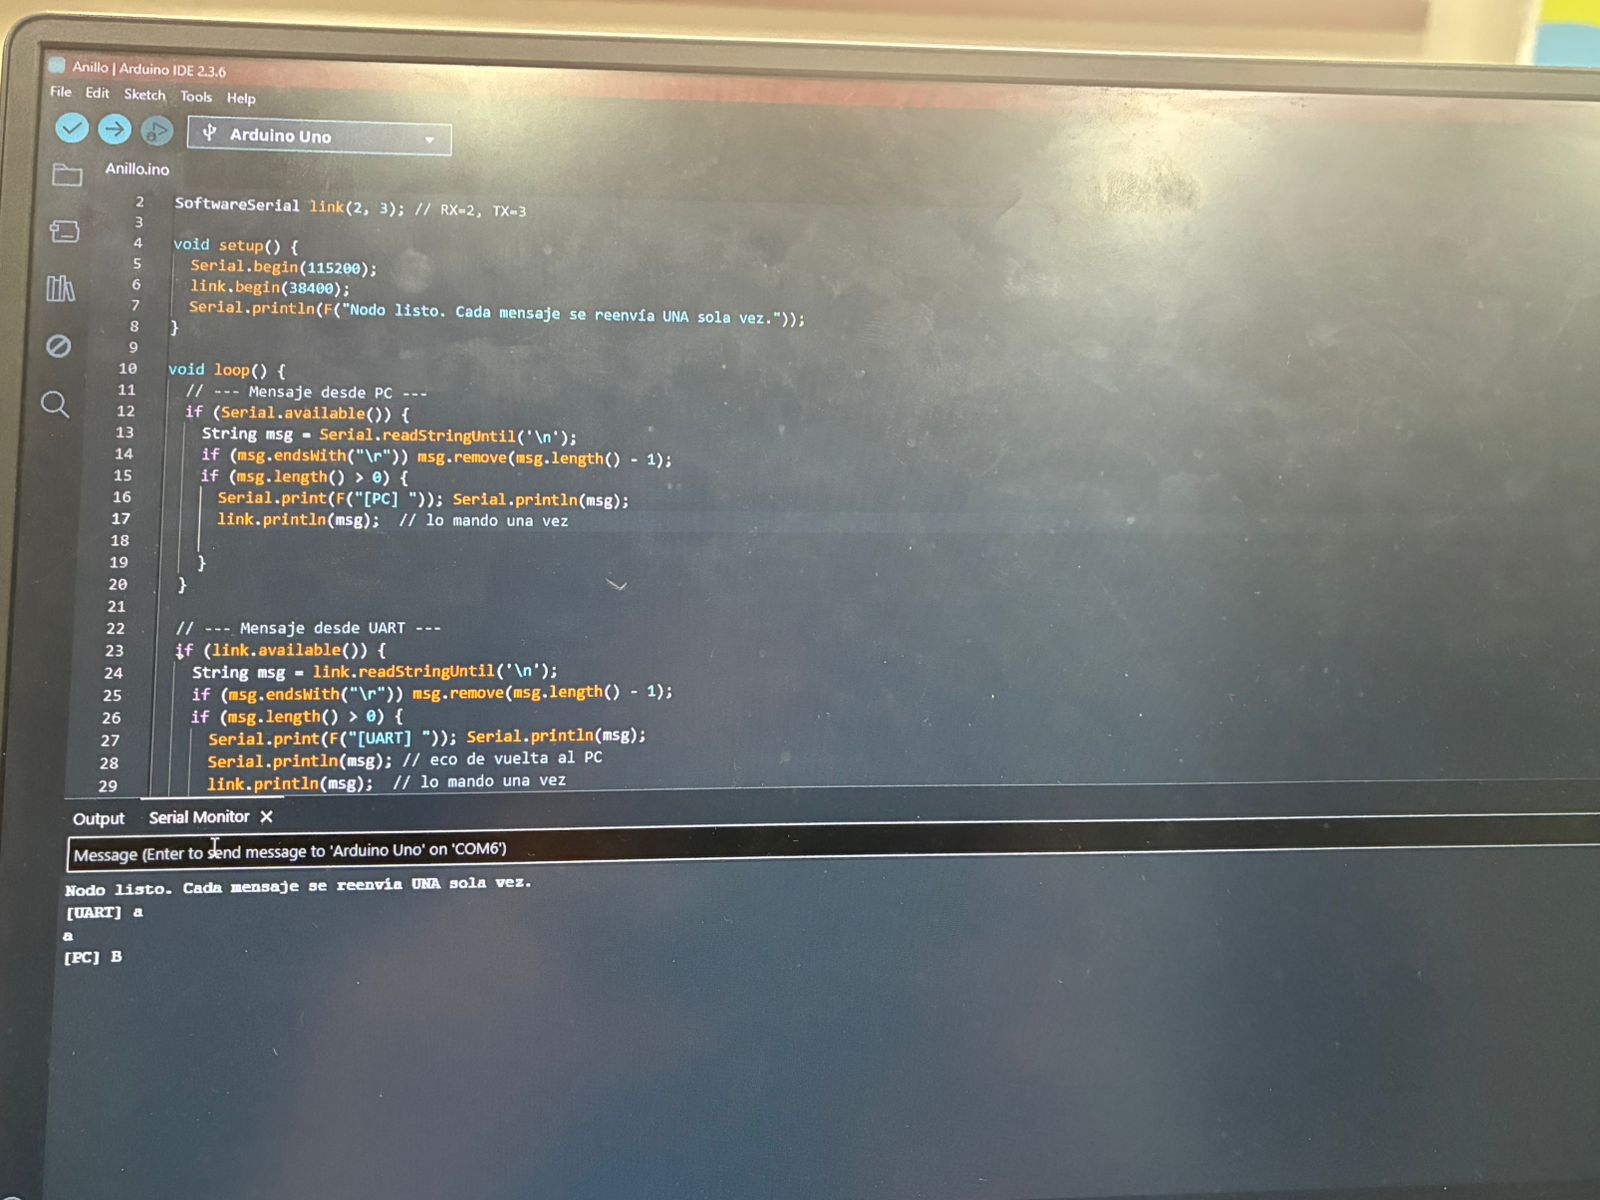 Anillo | Arduino IDE 2.3.6
File Edit Sketch Tools Help
Arduino Uno
Anillo.ino
2 SoftwareSerial link(2, 3); // RX=2, TX=3
3
4 void setup() {
5 Serial.begin(115200);
6 link.begin(38400);
7 Serial.println(F("Nodo listo. Cada mensaje se reenvía UNA sola vez."));
8 }
9
10 void loop() {
11 // --- Mensaje desde PC ---
12 if (Serial.available()) {
13 String msg = Serial.readStringUntil('\n');
14 if (msg.endsWith("\r")) msg.remove(msg.length() - 1);
15 if (msg.length() > 0) {
16 Serial.print(F("[PC] ")); Serial.println(msg);
17 link.println(msg); // lo mando una vez
18
19 }
20 }
21
22 // --- Mensaje desde UART ---
23 if (link.available()) {
24 String msg = link.readStringUntil('\n');
25 if (msg.endsWith("\r")) msg.remove(msg.length() - 1);
26 if (msg.length() > 0) {
27 Serial.print(F("[UART] ")); Serial.println(msg);
28 Serial.println(msg); // eco de vuelta al PC
29 link.println(msg); // lo mando una vez
Output Serial Monitor X
Message (Enter to send message to 'Arduino Uno' on 'COM6')
Nodo listo. Cada mensaje se reenvía UNA sola vez.
[UART] a
a
[PC] B